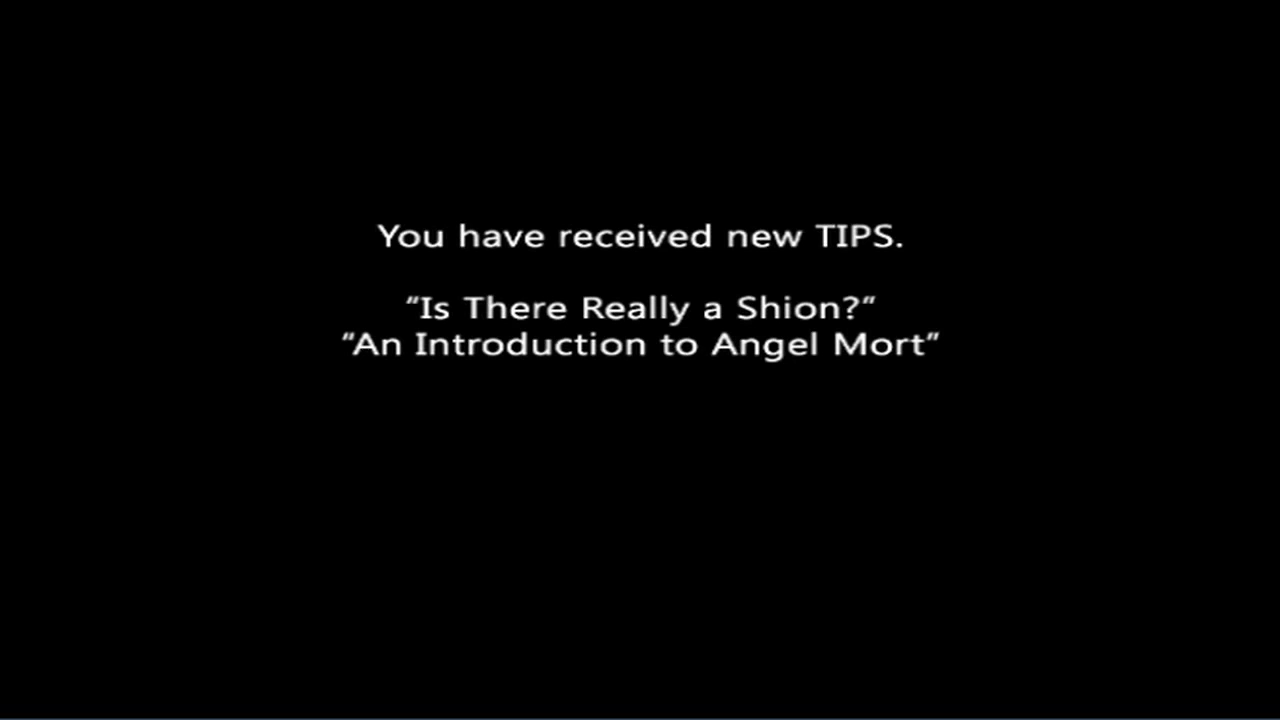 You have received new TIPS.
“Is There Really a Shion?”
“An Introduction to Angel Mort”